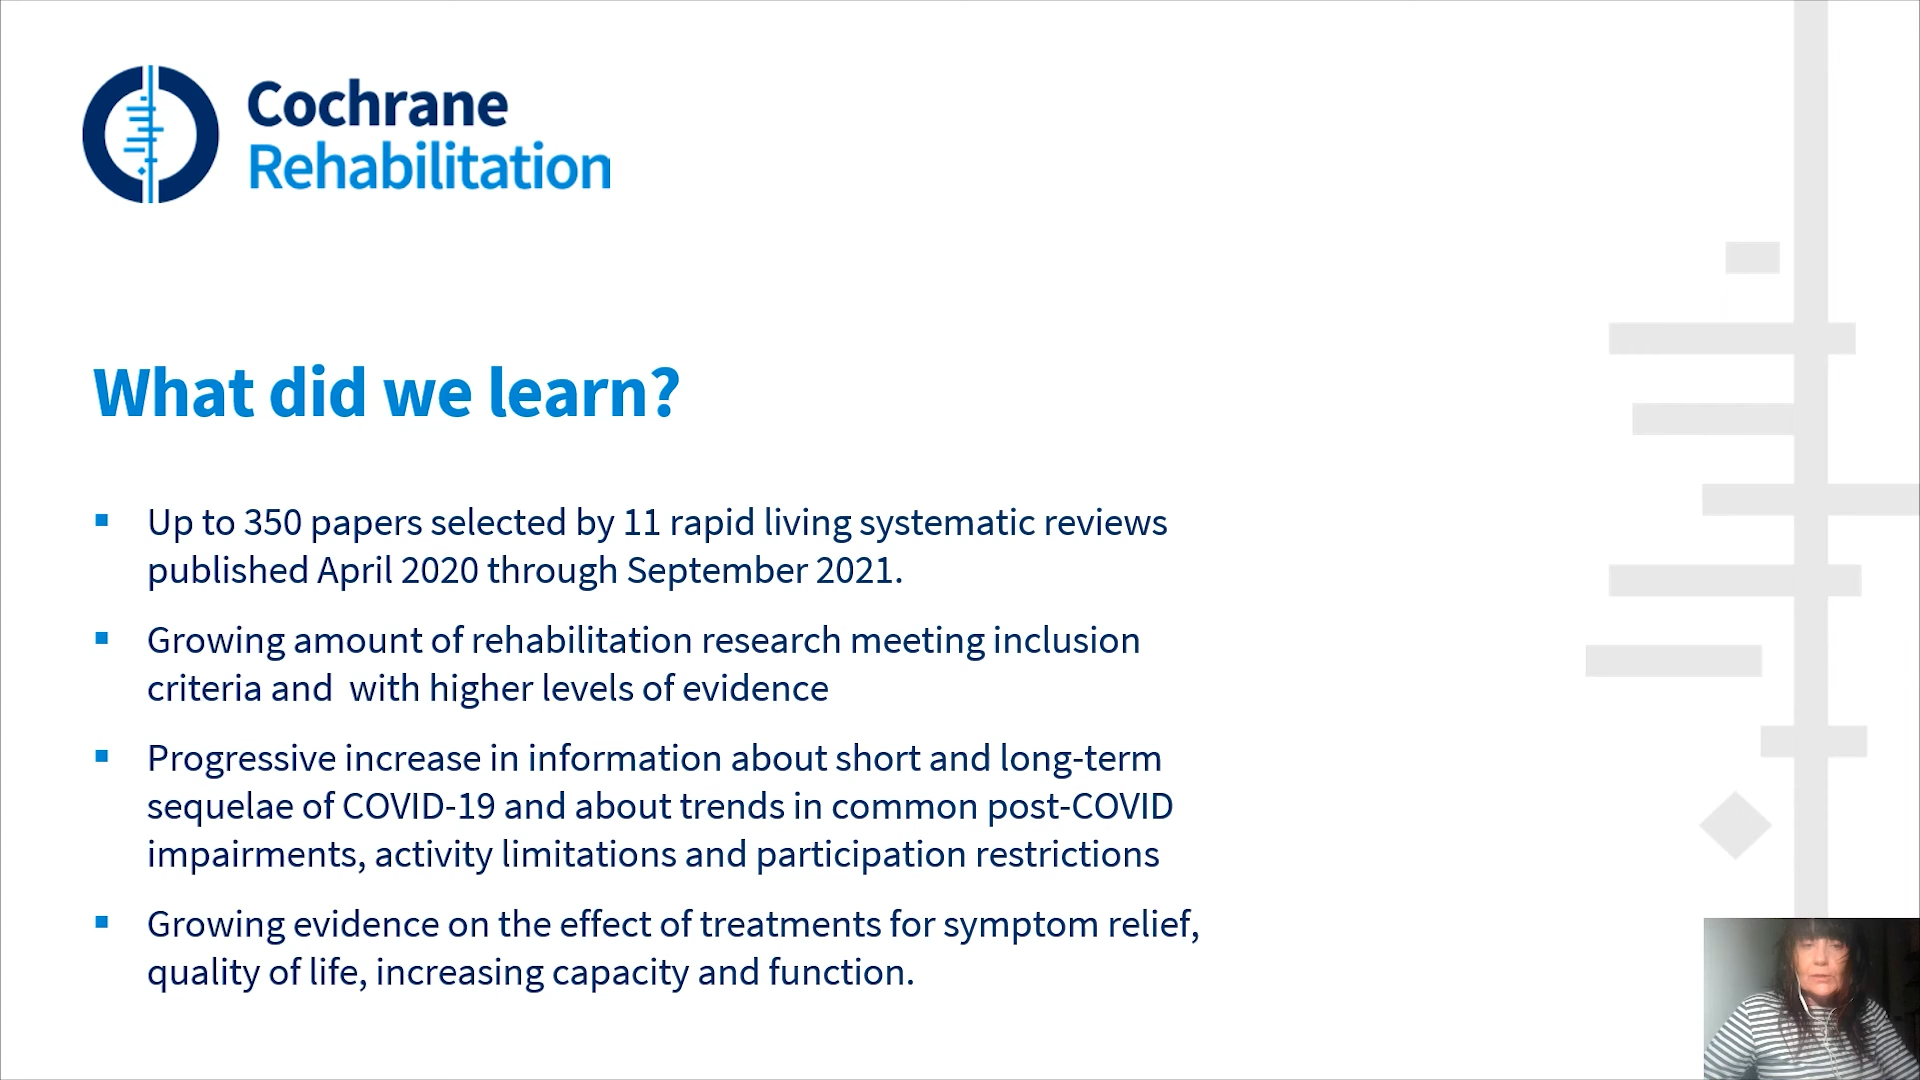 Cochrane
Rehabilitation
What did we learn?
▪ Up to 350 papers selected by 11 rapid living systematic reviews
published April 2020 through September 2021.
▪ Growing amount of rehabilitation research meeting inclusion
criteria and  with higher levels of evidence
▪ Progressive increase in information about short and long-term
sequelae of COVID-19 and about trends in common post-COVID
impairments, activity limitations and participation restrictions
▪ Growing evidence on the effect of treatments for symptom relief,
quality of life, increasing capacity and function.